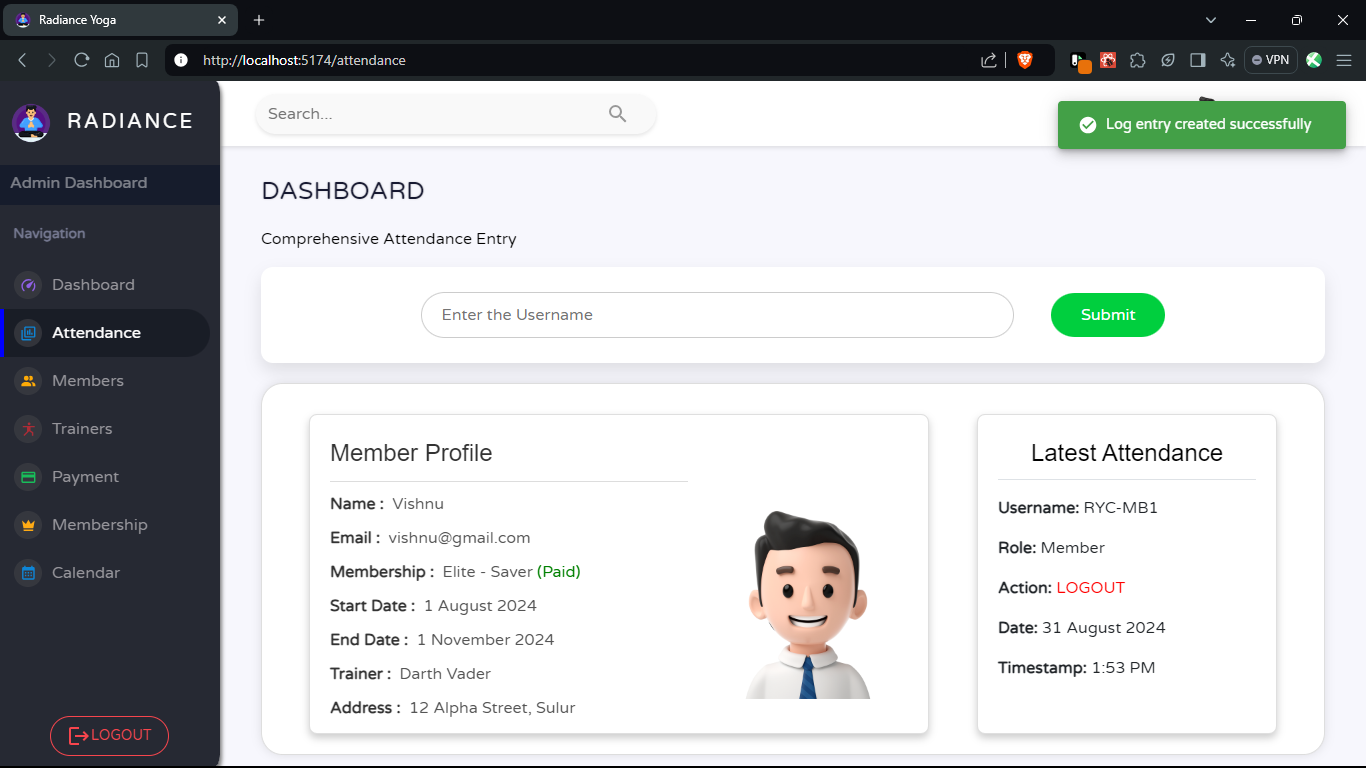 Radiance Yoga
http://localhost:5174/attendance
VPN
RADIANCE
Search...
Log entry created successfully
Admin Dashboard
Navigation
Dashboard
Attendance
Members
Trainers
Payment
Membership
Calendar
LOGOUT
DASHBOARD
Comprehensive Attendance Entry
Enter the Username
Submit
Member Profile
Name : Vishnu
Email : vishnu@gmail.com
Membership : Elite - Saver (Paid)
Start Date : 1 August 2024
End Date : 1 November 2024
Trainer : Darth Vader
Address : 12 Alpha Street, Sulur
Latest Attendance
Username: RYC-MB1
Role: Member
Action: LOGOUT
Date: 31 August 2024
Timestamp: 1:53 PM